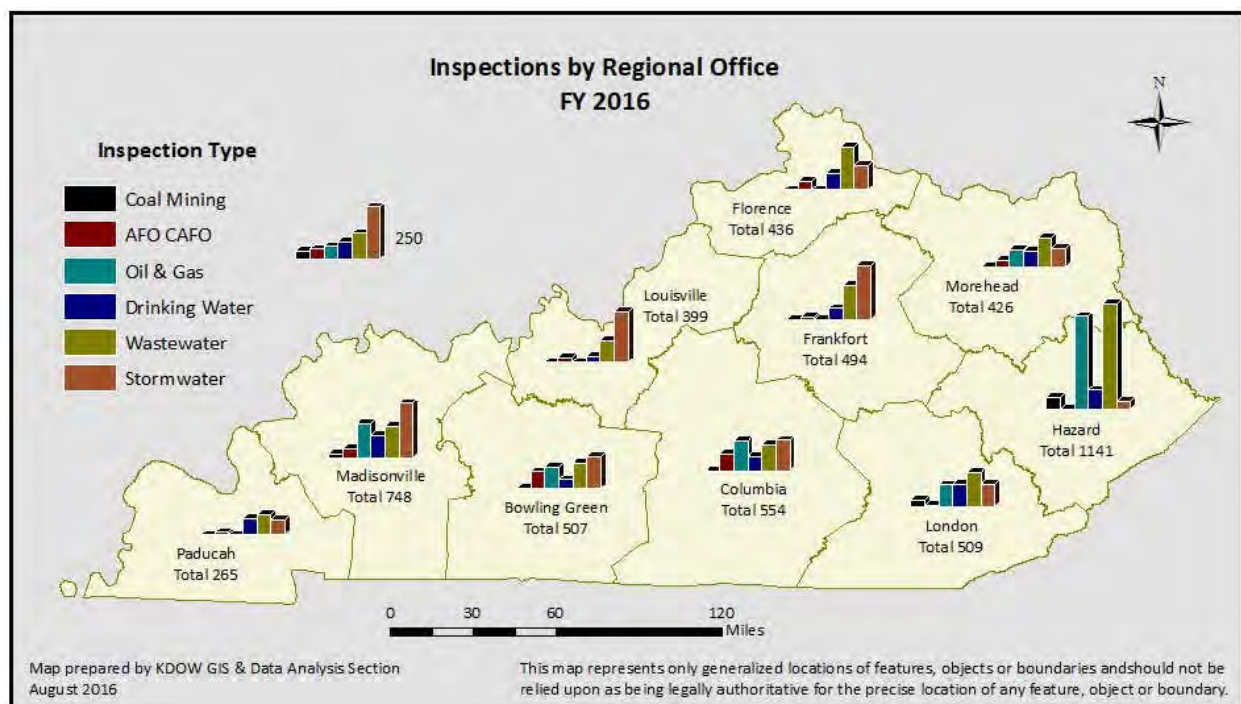 Inspections by Regional Office
FY 2016
N
Inspection Type
Coal Mining
AFO CAFO
Oil & Gas
Drinking Water
Wastewater
Stormwater
250
Florence
Total 436
Morehead
Total 426
Louisville
Total 399
Frankfort
Total 494
Hazard
Total 1141
Madisonville
Total 748
Bowling Green
Total 507
Columbia
Total 554
London
Total 509
Paducah
Total 265
0 30 60 120
Miles
Map prepared by KDOW GIS & Data Analysis Section
August 2016
This map represents only generalized locations of features, objects or boundaries andshould not be
relied upon as being legally authoritative for the precise location of any feature, object or boundary.